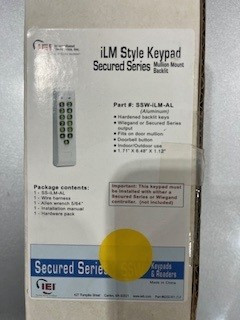 IEI
iLM Style Keypad
Secured Series Mullion Mount
Backlit
Part #: SSW-iLM-AL
(Aluminum)
• Hardened backlit keys
• Wiegand or Secured Series
output
• Fits on door mullion
• Doorbell button
• Indoor/Outdoor use
• 1.71" X 6.48" X 1.12"
Package contents:
1 - SS-iLM-AL
1 - Wire harness
1 - Allen wrench 5/64"
1 - Installation manual
1 - Hardware pack
Important: This keypad must
be installed with either a
Secured Series or Wiegand
controller. (not included)
Secured Series
Keypads
& Readers
IEI